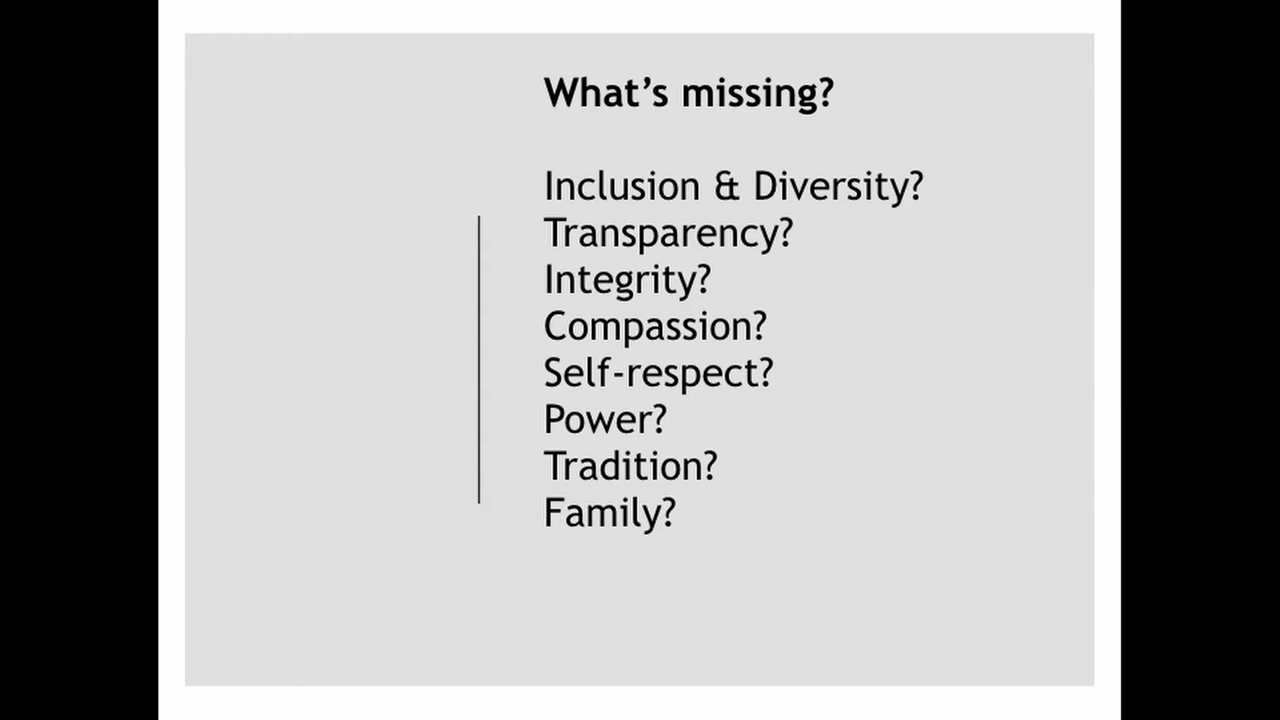 What’s missing?
Inclusion & Diversity?
Transparency?
Integrity?
Compassion?
Self-respect?
Power?
Tradition?
Family?